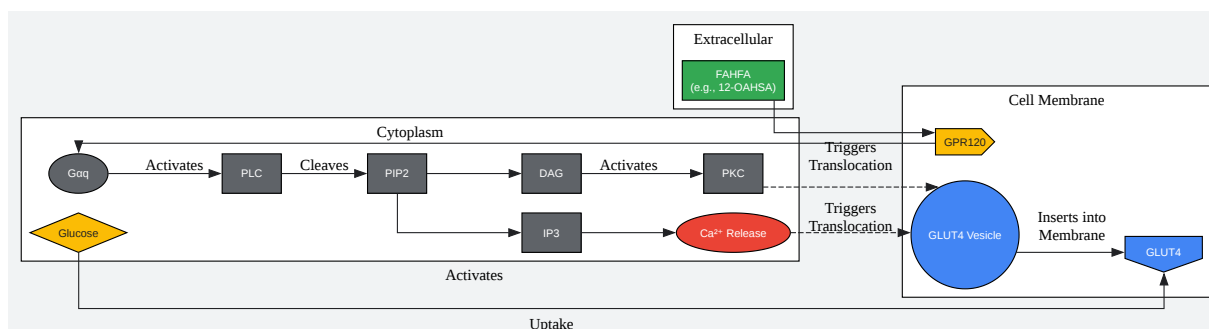 Extracellular
FAHFA
(e.g., 12-OAHSA)
Cell Membrane
Cytoplasm
GPR120
Triggers
Translocation
Gαq
Activates
PLC
Cleaves
PIP2
DAG
Activates
PKC
Glucose
IP3
Ca²⁺ Release
Triggers
Translocation
GLUT4 Vesicle
Inserts into
Membrane
GLUT4
Activates
Uptake